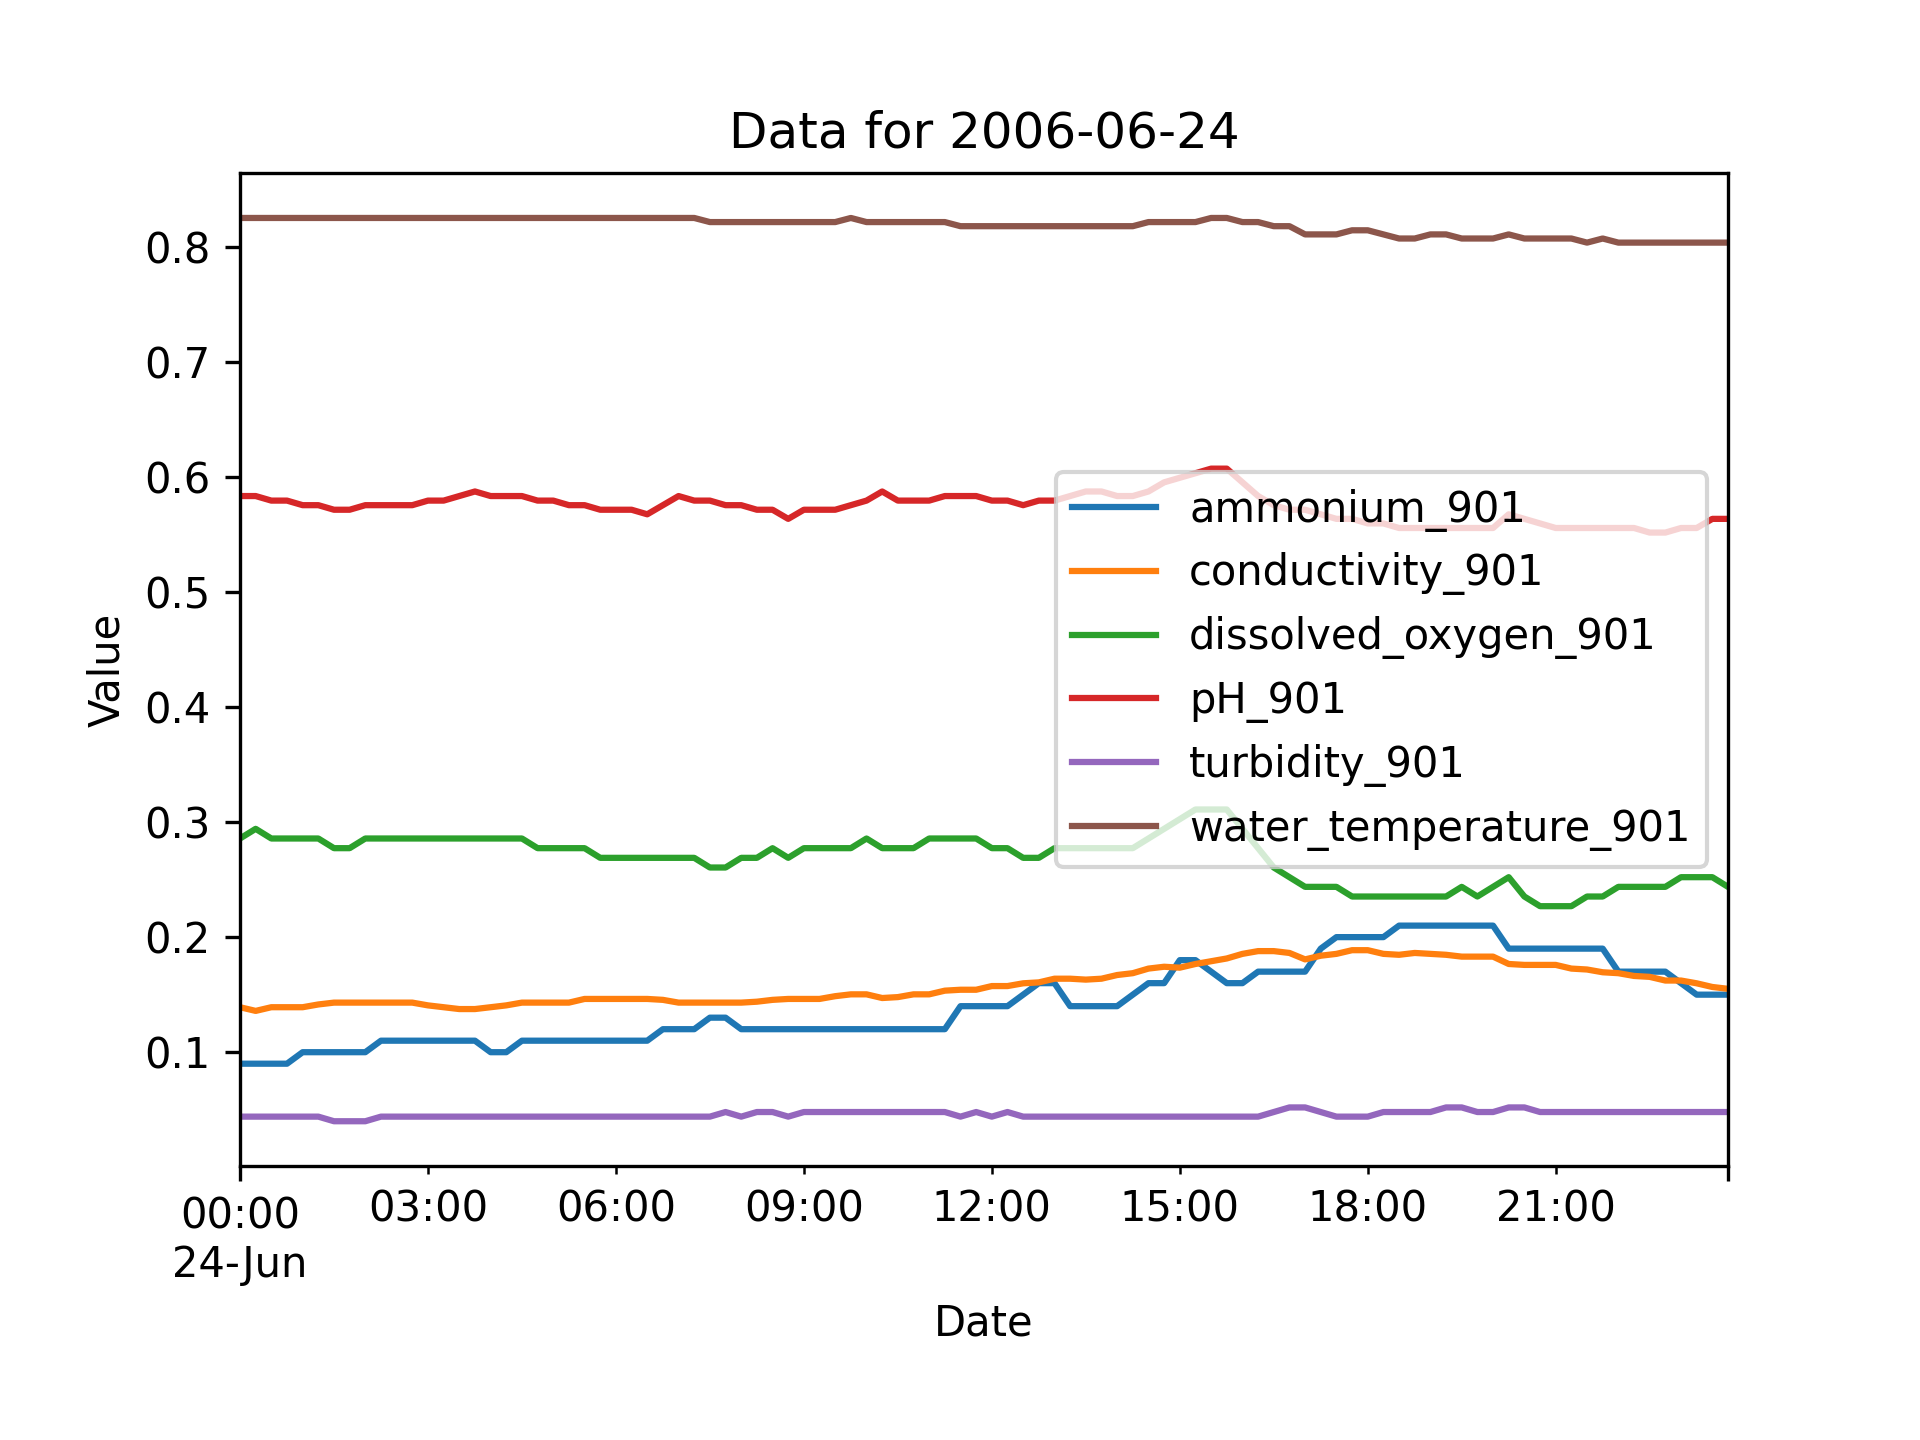 Data for 2006-06-24
0.8
0.7
0.6
0.5
0.4
0.3
0.2
0.1
Value
ammonium_901
conductivity_901
dissolved_oxygen_901
pH_901
turbidity_901
water_temperature_901
00:00 03:00 06:00 09:00 12:00 15:00 18:00 21:00
24-Jun
Date